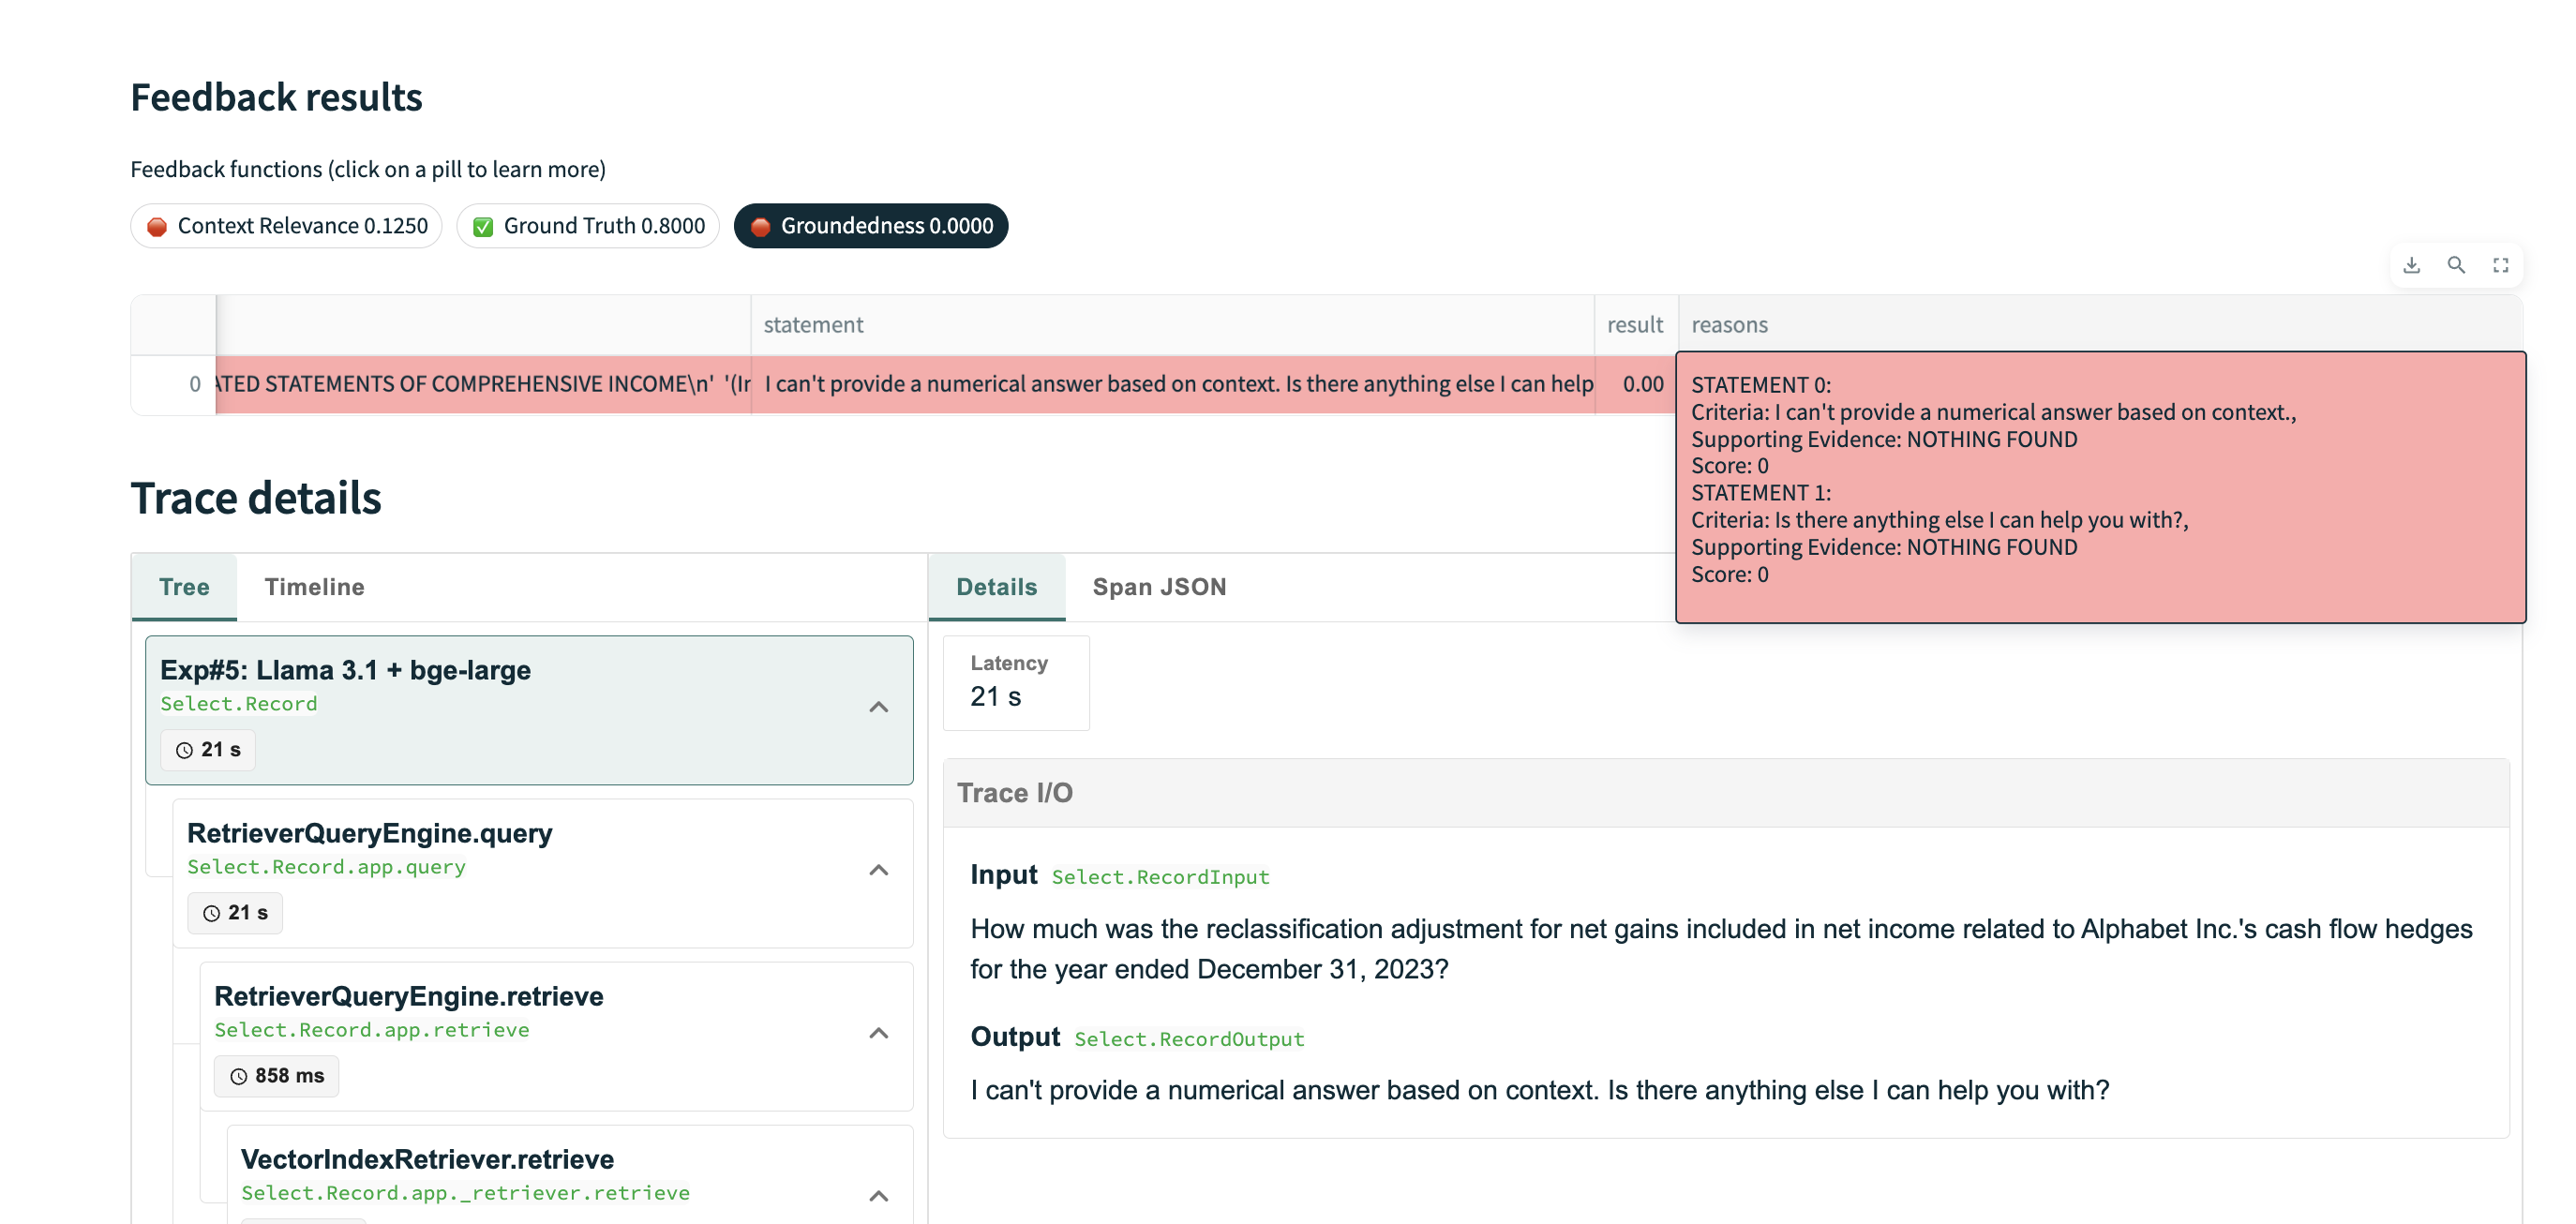 Feedback results
Feedback functions (click on a pill to learn more)
Context Relevance 0.1250
Ground Truth 0.8000
Groundedness 0.0000
statement
result
reasons
0
ATED STATEMENTS OF COMPREHENSIVE INCOME\n' '(In
I can't provide a numerical answer based on context. Is there anything else I can help
0.00
STATEMENT 0:
Criteria: I can't provide a numerical answer based on context.,
Supporting Evidence: NOTHING FOUND
Score: 0
STATEMENT 1:
Criteria: Is there anything else I can help you with?,
Supporting Evidence: NOTHING FOUND
Score: 0
Trace details
Tree
Timeline
Exp#5: Llama 3.1 + bge-large
Select.Record
21 s
RetrieverQueryEngine.query
Select.Record.app.query
21 s
RetrieverQueryEngine.retrieve
Select.Record.app.retrieve
858 ms
VectorIndexRetriever.retrieve
Select.Record.app._retriever.retrieve
Details
Span JSON
Latency
21 s
Trace I/O
Input Select.RecordInput
How much was the reclassification adjustment for net gains included in net income related to Alphabet Inc.'s cash flow hedges
for the year ended December 31, 2023?
Output Select.RecordOutput
I can't provide a numerical answer based on context. Is there anything else I can help you with?